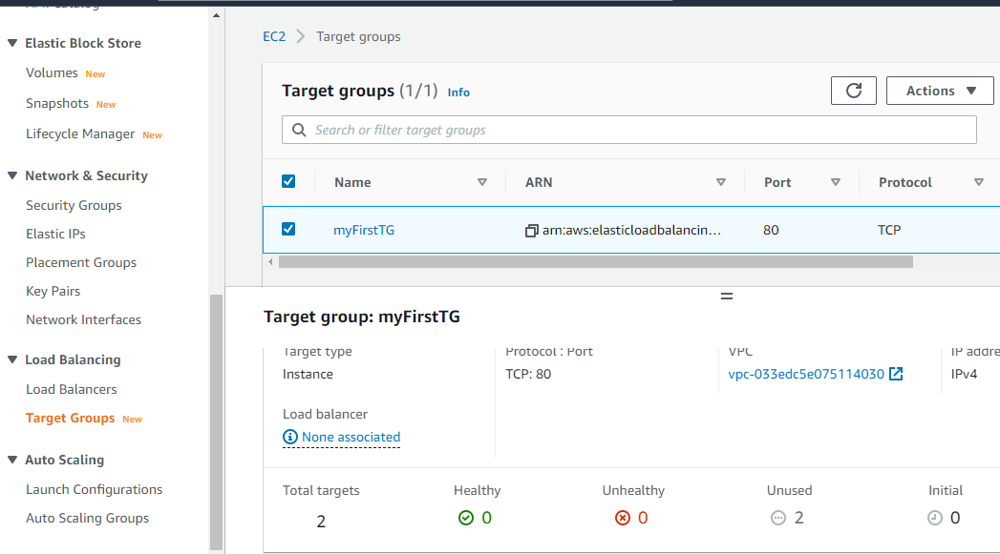 Elastic Block Store
Volumes New
Snapshots New
Lifecycle Manager New
Network & Security
Security Groups
Elastic IPs
Placement Groups
Key Pairs
Network Interfaces
Load Balancing
Load Balancers
Target Groups New
Auto Scaling
Launch Configurations
Auto Scaling Groups
EC2 > Target groups
Target groups (1/1) Info
Actions
Search or filter target groups
Name ARN Port Protocol
myFirstTG arn:aws:elasticloadbalancin... 80 TCP
Target group: myFirstTG
Target type Protocol : Port VPC IP addre
Instance TCP: 80 vpc-033edc5e075114030 IPv4
Load balancer
None associated
Total targets Healthy Unhealthy Unused Initial
2 0 0 2 0